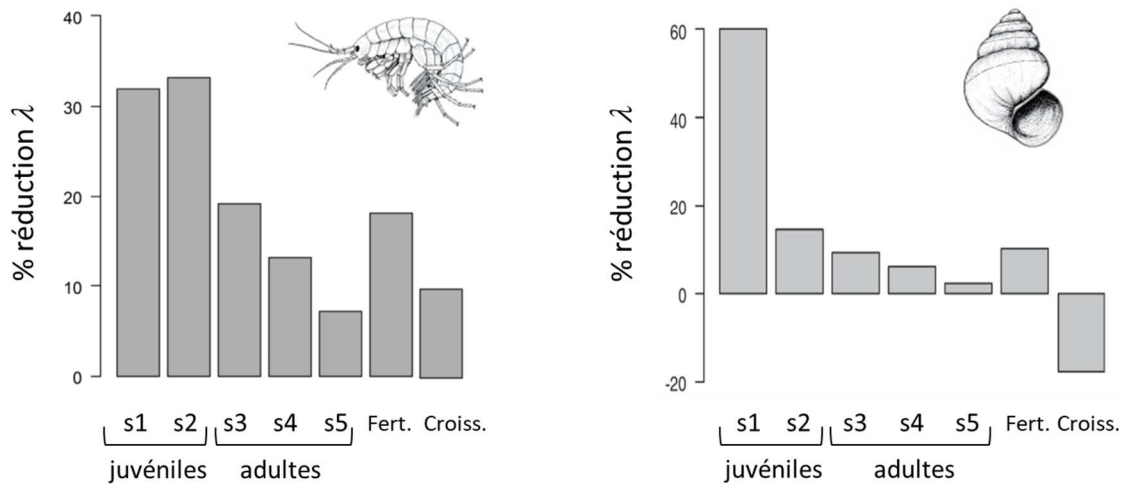 % réduction λ
40
30
20
10
0
s1 s2 s3 s4 s5 Fert. Croiss.
juvéniles adultes
% réduction λ
60
40
20
0
-20
s1 s2 s3 s4 s5 Fert. Croiss.
juvéniles adultes